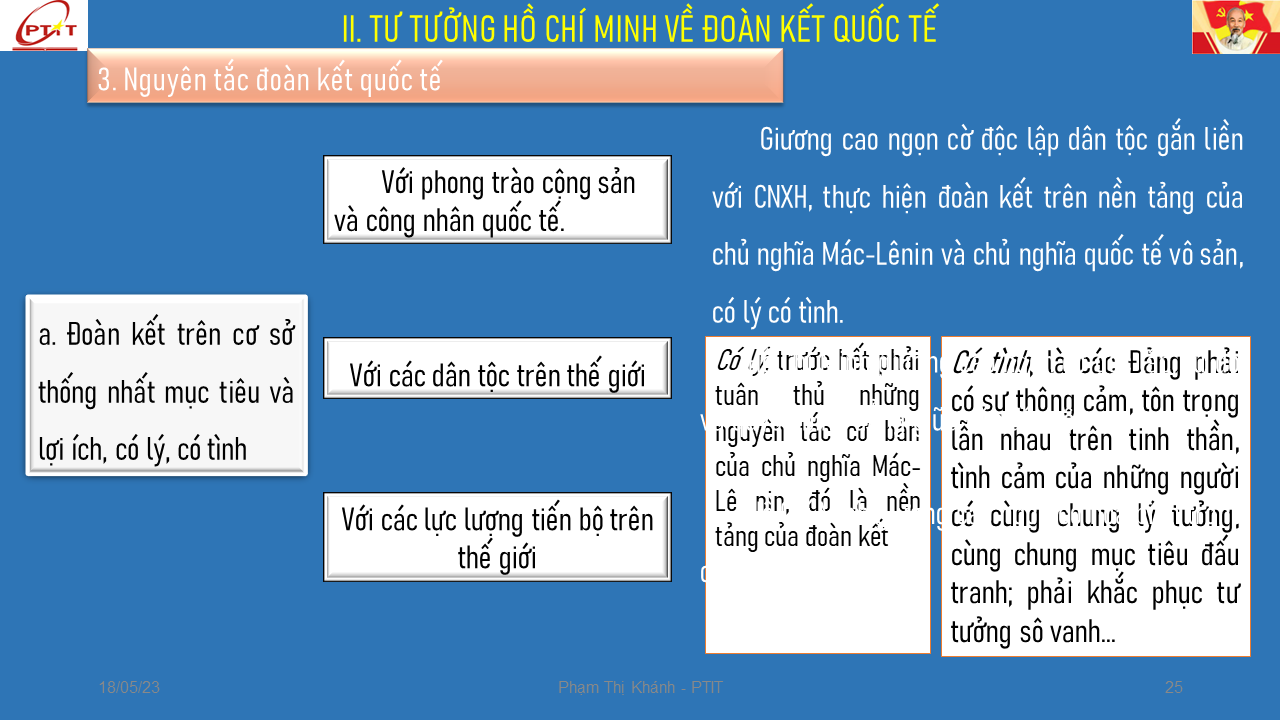 PTIT
II. TƯ TƯỞNG HỒ CHÍ MINH VỀ ĐOÀN KẾT QUỐC TẾ
3. Nguyên tắc đoàn kết quốc tế
a. Đoàn kết trên cơ sở
thống nhất mục tiêu và
lợi ích, có lý, có tình
Với phong trào cộng sản
và công nhân quốc tế.
Với các dân tộc trên thế giới
Với các lực lượng tiến bộ trên
thế giới
Giương cao ngọn cờ độc lập dân tộc gắn liền
với CNXH, thực hiện đoàn kết trên nền tảng của
chủ nghĩa Mác-Lênin và chủ nghĩa quốc tế vô sản,
có lý có tình.
Có lý, trước hết phải
tuân thủ những
nguyên tắc cơ bản
của chủ nghĩa Mác-
Lê nin, đó là nền
tảng của đoàn kết
Có tình, là các Đảng phải
có sự thông cảm, tôn trọng
lẫn nhau trên tinh thần,
tình cảm của những người
có cùng chung lý tưởng,
cùng chung mục tiêu đấu
tranh; phải khắc phục tư
tưởng sô vanh...
18/05/23
Phạm Thị Khánh - PTIT
25